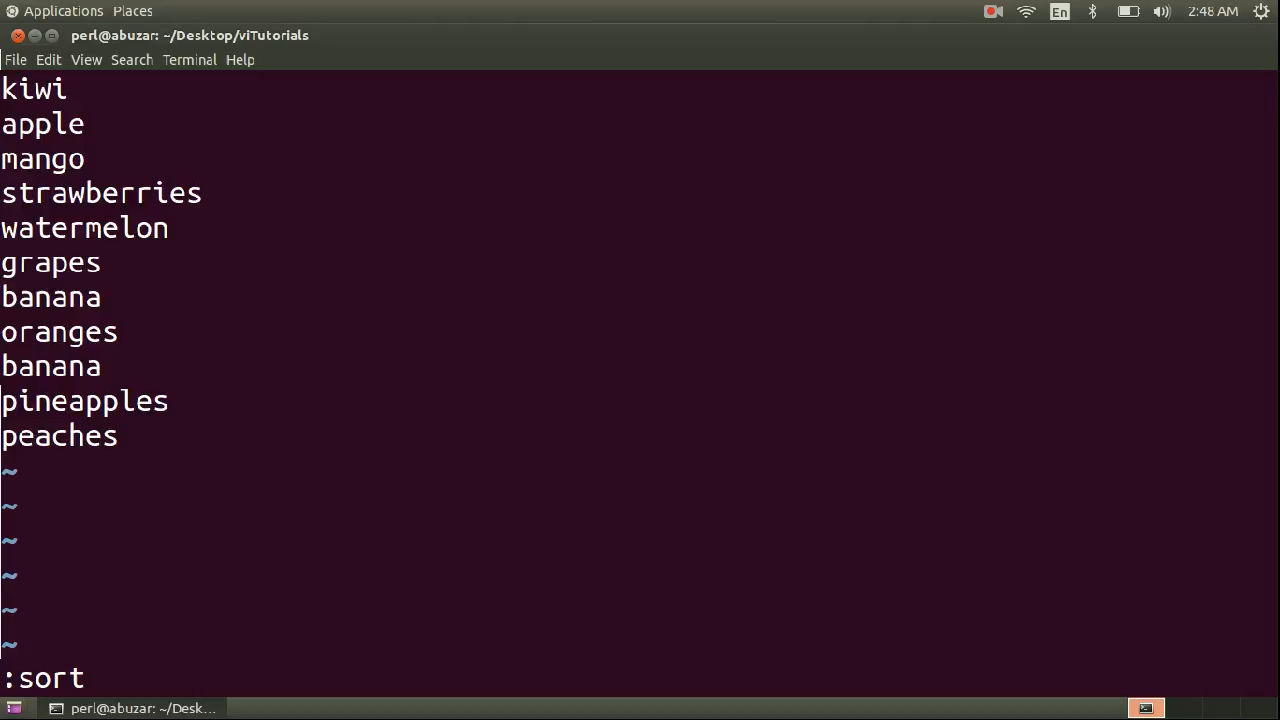 Applications Places
En 2:48 AM
perl@abuzar: ~/Desktop/viTutorials
File Edit View Search Terminal Help
kiwi
apple
mango
strawberries
watermelon
grapes
banana
oranges
banana
pineapples
peaches
~
~
~
~
~
~
:sort
perl@abuzar: ~/Desk...